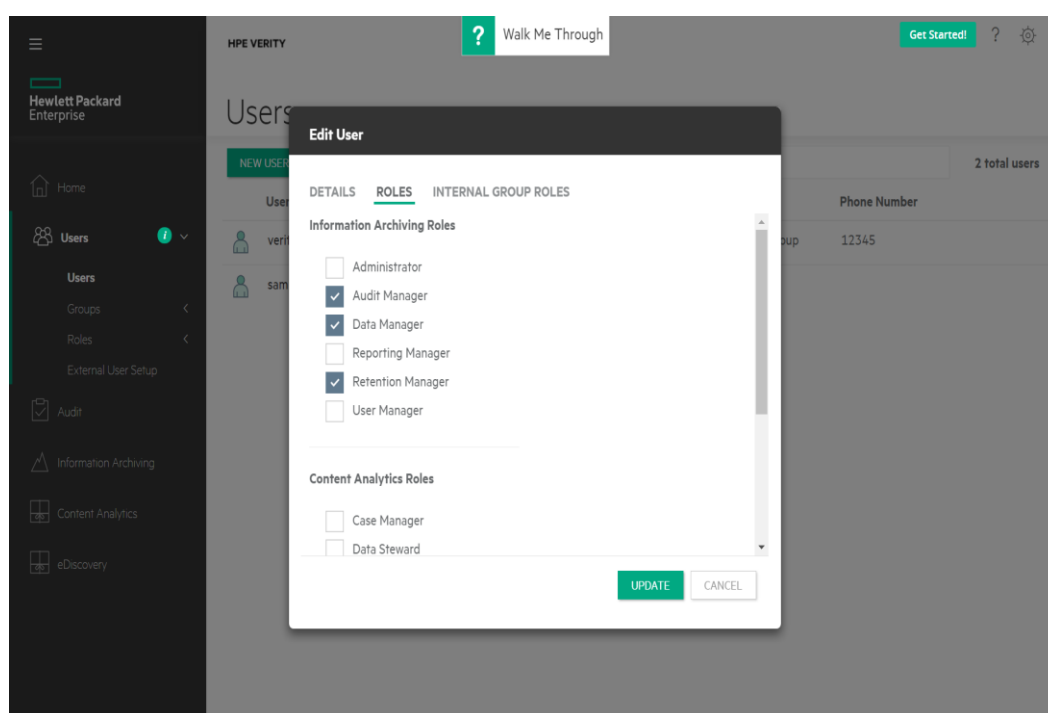 HPE VERITY
? Walk Me Through
Get Started!
?
Hewlett Packard
Enterprise
Users
NEW USER
2 total users
User
Phone Number
12345
Home
Users
i
Users
Groups
Roles
External User Setup
Audit
Information Archiving
Content Analytics
eDiscovery
Edit User
DETAILS ROLES INTERNAL GROUP ROLES
Information Archiving Roles
Administrator
Audit Manager
Data Manager
Reporting Manager
Retention Manager
User Manager
Content Analytics Roles
Case Manager
Data Steward
UPDATE CANCEL